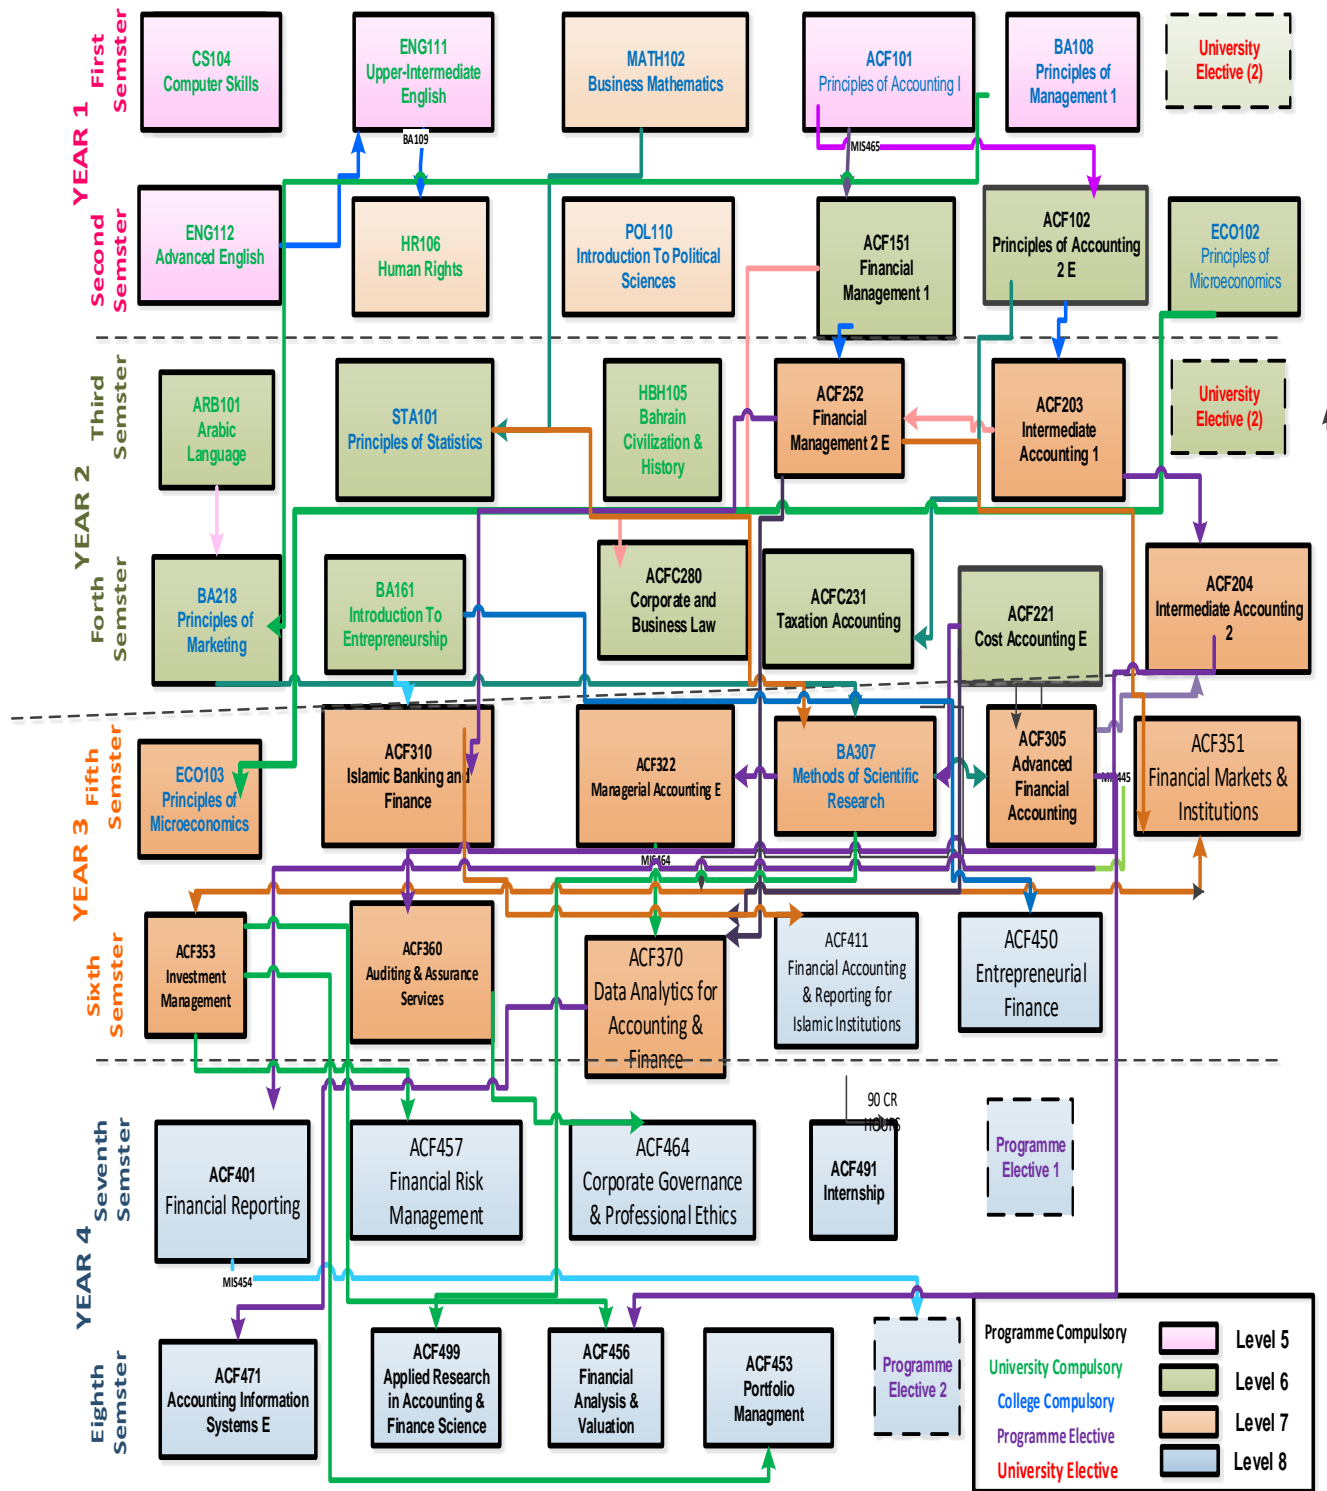 YEAR 1
First
Semster
CS104
Computer Skills
ENG111
Upper-Intermediate
English
MATH102
Business Mathematics
ACF101
Principles of Accounting I
BA108
Principles of
Management 1
University
Elective (2)
BA109
MIS465
Second
Semster
ENG112
Advanced English
HR106
Human Rights
POL110
Introduction To Political
Sciences
ACF151
Financial
Management 1
ACF102
Principles of Accounting
2 E
ECO102
Principles of
Microeconomics
YEAR 2
Third
Semster
ARB101
Arabic
Language
STA101
Principles of Statistics
HBH105
Bahrain
Civilization &
History
ACF252
Financial
Management 2 E
ACF203
Intermediate
Accounting 1
University
Elective (2)
Forth
Semster
BA218
Principles of
Marketing
BA161
Introduction To
Entrepreneurship
ACFC280
Corporate and
Business Law
ACFC231
Taxation Accounting
ACF221
Cost Accounting E
ACF204
Intermediate Accounting
2
YEAR 3
Fifth
Semster
ECO103
Principles of
Microeconomics
ACF310
Islamic Banking and
Finance
ACF322
Managerial Accounting E
BA307
Methods of Scientific
Research
ACF305
Advanced
Financial
Accounting
ACF351
Financial Markets &
Institutions
Sixth
Semster
ACF353
Investment
Management
ACF360
Auditing & Assurance
Services
ACF370
Data Analytics for
Accounting &
Finance
ACF411
Financial Accounting
& Reporting for
Islamic Institutions
ACF450
Entrepreneurial
Finance
YEAR 4
Seventh
Semster
ACF401
Financial Reporting
ACF457
Financial Risk
Management
ACF464
Corporate Governance
& Professional Ethics
90 CR
HOURS
ACF491
Internship
Programme
Elective 1
MIS454
Eighth
Semster
ACF471
Accounting Information
Systems E
ACF499
Applied Research
in Accounting &
Finance Science
ACF456
Financial
Analysis &
Valuation
ACF453
Portfolio
Managment
Programme
Elective 2
Programme Compulsory
University Compulsory
College Compulsory
Programme Elective
University Elective
Level 5
Level 6
Level 7
Level 8